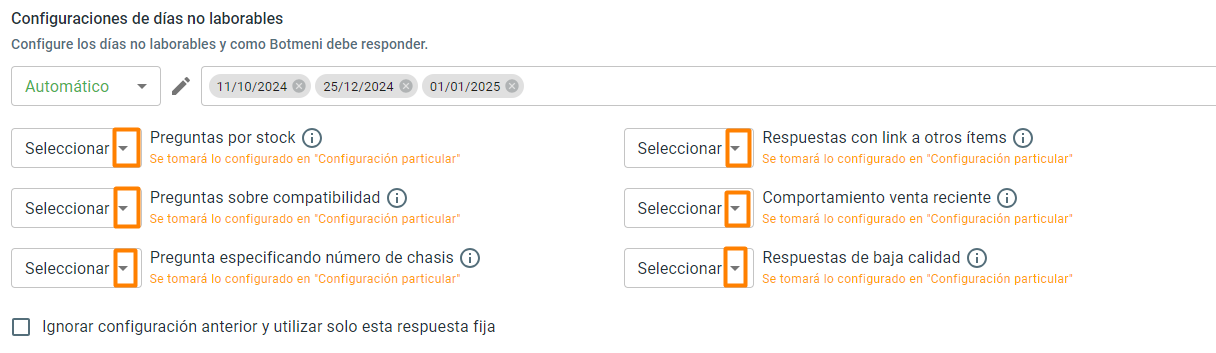 Configuraciones de días no laborables
Configure los días no laborables y como Botmeni debe responder.
Automático
11/10/2024
25/12/2024
01/01/2025
Seleccionar
Preguntas por stock
Se tomará lo configurado en "Configuración particular"
Seleccionar
Respuestas con link a otros ítems
Se tomará lo configurado en "Configuración particular"
Seleccionar
Preguntas sobre compatibilidad
Se tomará lo configurado en "Configuración particular"
Seleccionar
Comportamiento venta reciente
Se tomará lo configurado en "Configuración particular"
Seleccionar
Pregunta especificando número de chasis
Se tomará lo configurado en "Configuración particular"
Seleccionar
Respuestas de baja calidad
Se tomará lo configurado en "Configuración particular"
Ignorar configuración anterior y utilizar solo esta respuesta fija